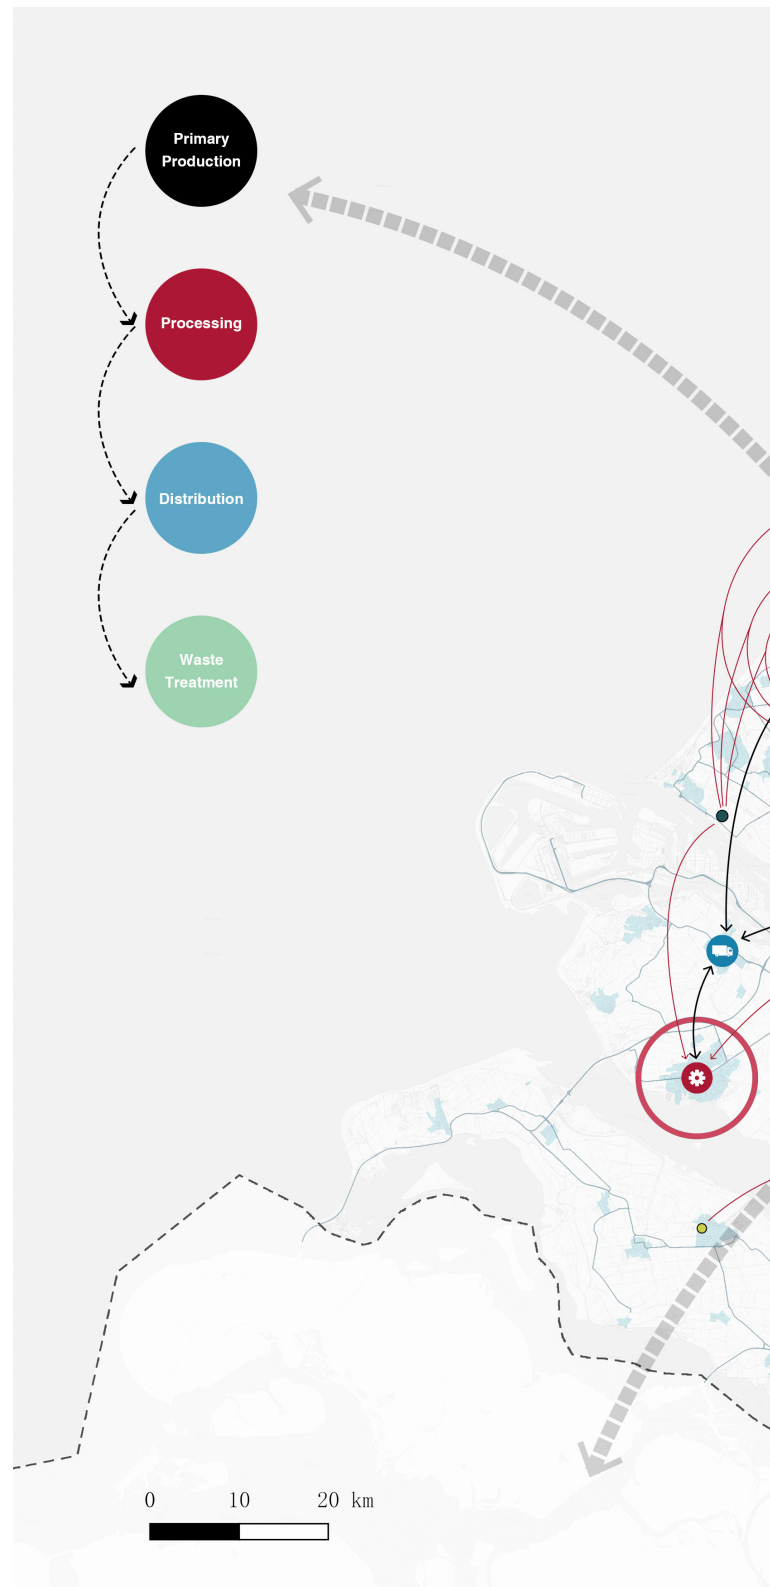 Primary
Production
Processing
Distribution
Waste
Treatment
0 10 20 km